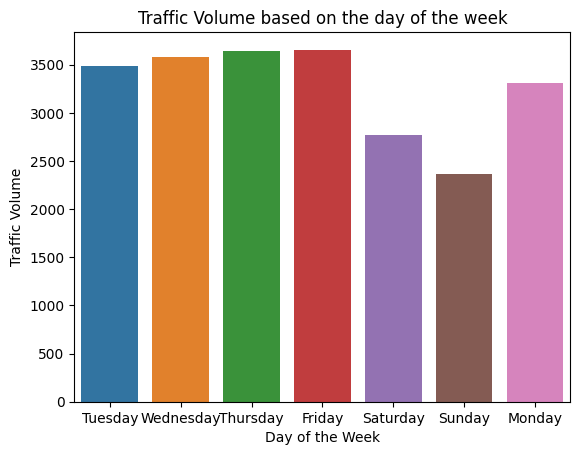 Traffic Volume based on the day of the week
Traffic Volume
3500
3000
2500
2000
1500
1000
500
0
Tuesday Wednesday Thursday Friday Saturday Sunday Monday
Day of the Week